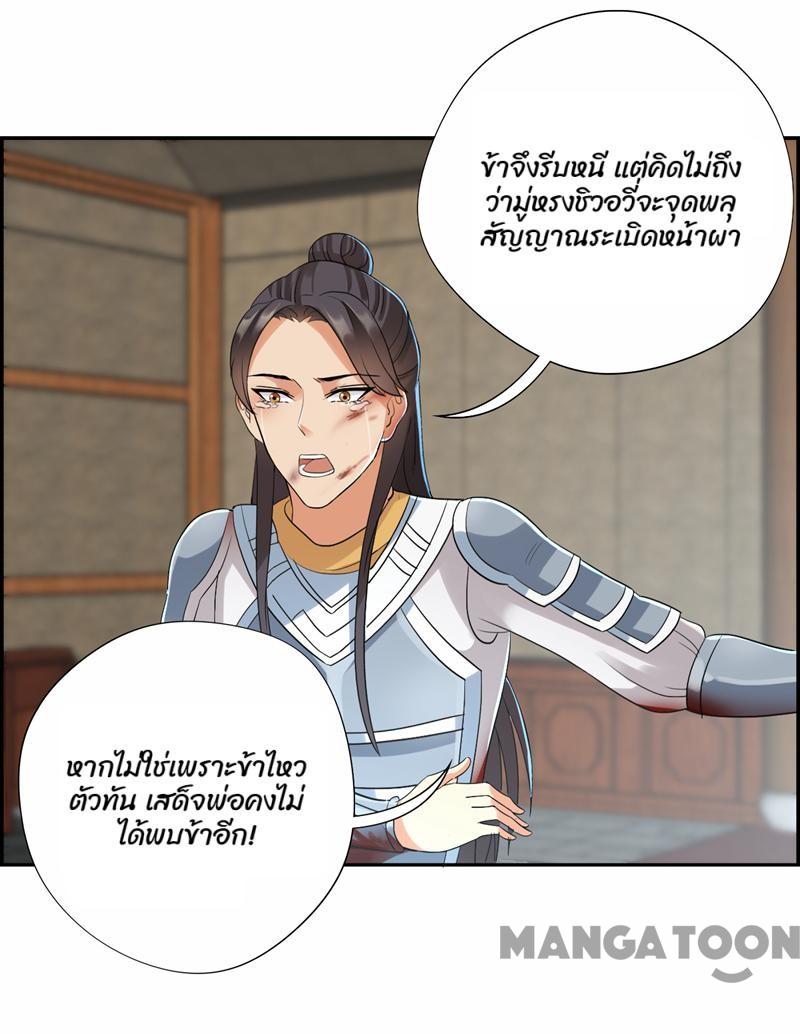 ข้าจึงรีบหนี แต่คิดไม่ถึง
ว่ามู่หรงชิวอวี่จะจุดพลุ
สัญญาณระเบิดหน้าผา
หากไม่ใช่เพราะข้าไหว
ตัวทัน เสด็จพ่อคงไม่
ได้พบข้าอีก!
MANGATOON